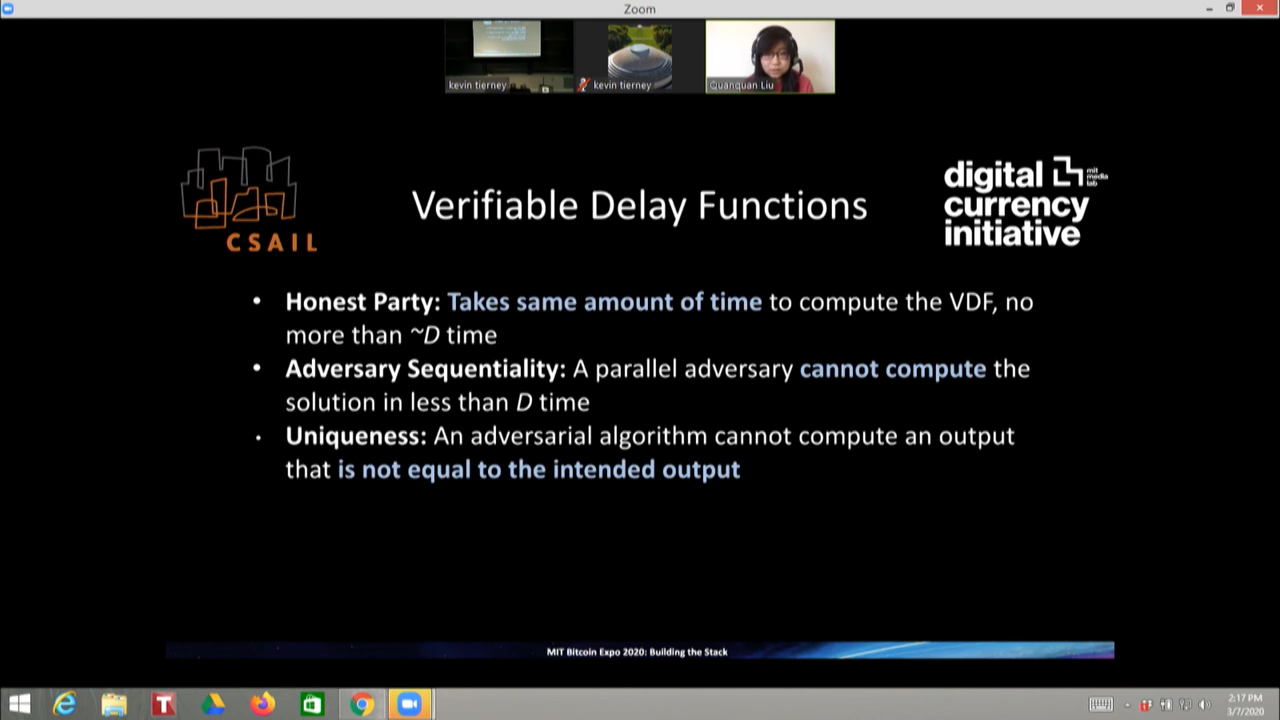 Zoom
kevin tierney
kevin tierney
Quanquan Liu
CSAIL
Verifiable Delay Functions
digital
currency
initiative
mit
media
lab
• Honest Party: Takes same amount of time to compute the VDF, no
more than ~D time
• Adversary Sequentiality: A parallel adversary cannot compute the
solution in less than D time
• Uniqueness: An adversarial algorithm cannot compute an output
that is not equal to the intended output
MIT Bitcoin Expo 2020: Building the Stack
2:17 PM
3/7/2020